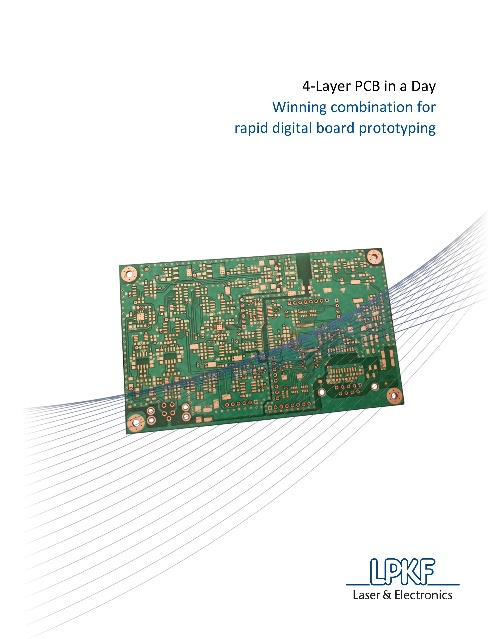 4-Layer PCB in a Day
Winning combination for
rapid digital board prototyping
LPKF
Laser & Electronics